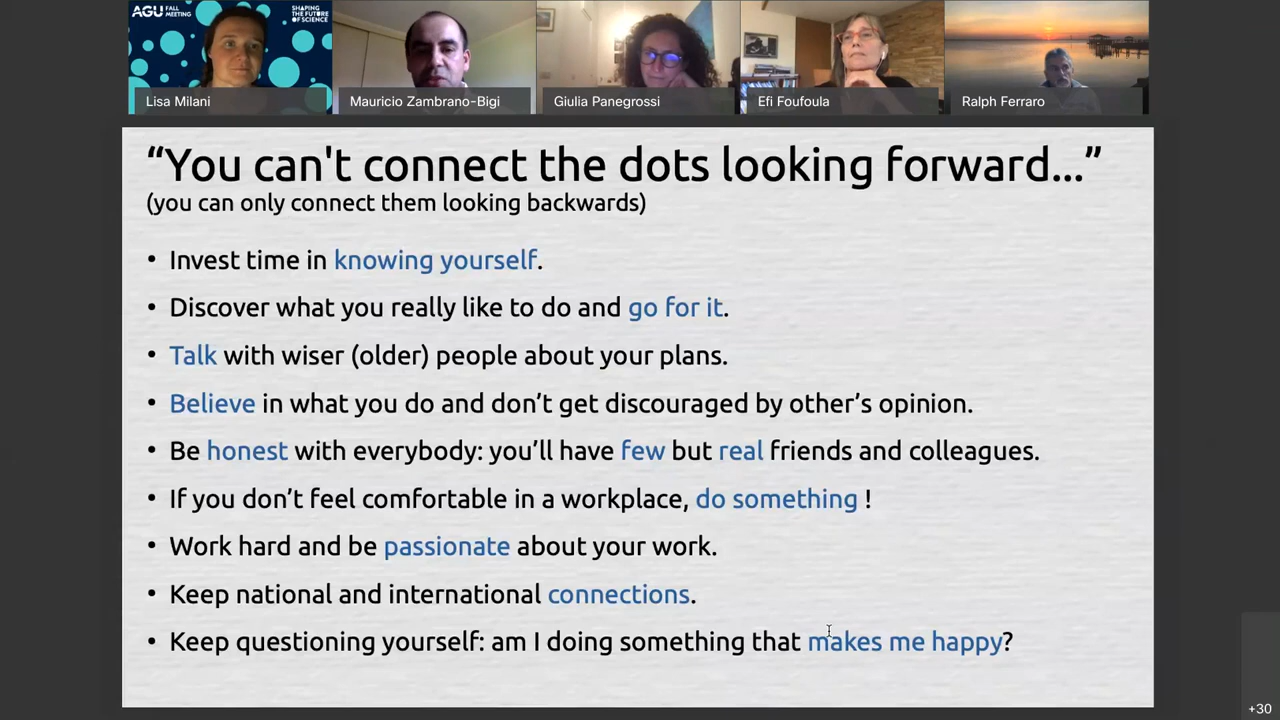 AGU FALL MEETING
SHAPING THE FUTURE OF SCIENCE
Lisa Milani
Mauricio Zambrano-Bigi
Giulia Panegrossi
Efi Foufoula
Ralph Ferraro
“You can't connect the dots looking forward...”
(you can only connect them looking backwards)
• Invest time in knowing yourself.
• Discover what you really like to do and go for it.
• Talk with wiser (older) people about your plans.
• Believe in what you do and don’t get discouraged by other’s opinion.
• Be honest with everybody: you’ll have few but real friends and colleagues.
• If you don’t feel comfortable in a workplace, do something !
• Work hard and be passionate about your work.
• Keep national and international connections.
• Keep questioning yourself: am I doing something that makes me happy?
+30